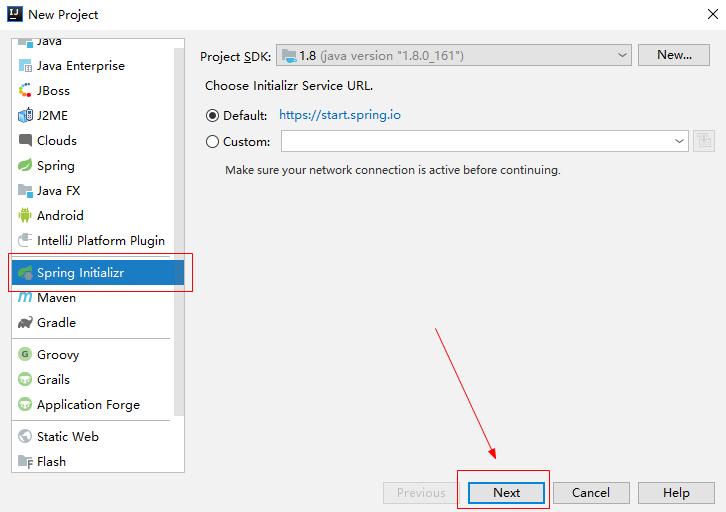 New Project
Java
Java Enterprise
JBoss
J2ME
Clouds
Spring
Java FX
Android
IntelliJ Platform Plugin
Spring Initializr
Maven
Gradle
Groovy
Grails
Application Forge
Static Web
Flash
Project SDK: 1.8 (java version "1.8.0_161") New...
Choose Initializr Service URL.
Default: https://start.spring.io
Custom:
Make sure your network connection is active before continuing.
Previous Next Cancel Help